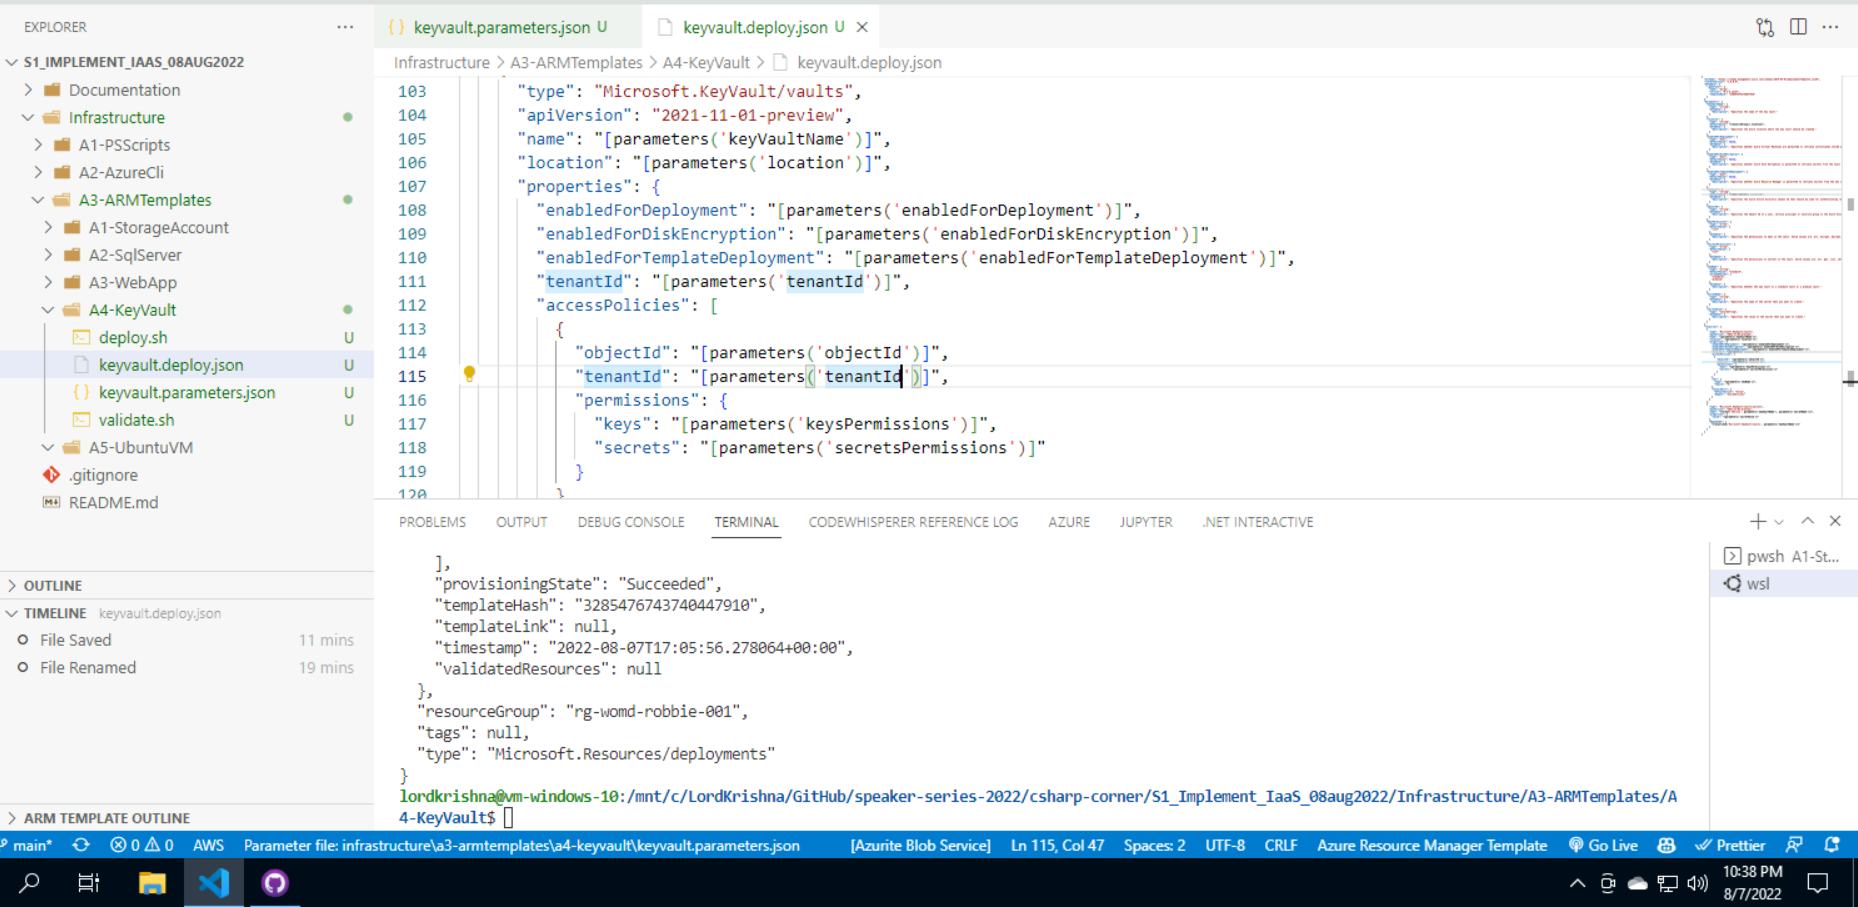 EXPLORER
S1_IMPLEMENT_IAAS_08AUG2022
Documentation
Infrastructure
A1-PSScripts
A2-AzureCli
A3-ARMTemplates
A1-StorageAccount
A2-SqlServer
A3-WebApp
A4-KeyVault
deploy.sh U
keyvault.deploy.json U
keyvault.parameters.json U
validate.sh U
A5-UbuntuVM
.gitignore
README.md
OUTLINE
TIMELINE keyvault.deploy.json
File Saved 11 mins
File Renamed 19 mins
ARM TEMPLATE OUTLINE
{ } keyvault.parameters.json U
keyvault.deploy.json U
Infrastructure > A3-ARMTemplates > A4-KeyVault > keyvault.deploy.json
103 "type": "Microsoft.KeyVault/vaults",
104 "apiVersion": "2021-11-01-preview",
105 "name": "[parameters('keyVaultName')]",
106 "location": "[parameters('location')]",
107 "properties": {
108 "enabledForDeployment": "[parameters('enabledForDeployment')]",
109 "enabledForDiskEncryption": "[parameters('enabledForDiskEncryption')]",
110 "enabledForTemplateDeployment": "[parameters('enabledForTemplateDeployment')]",
111 "tenantId": "[parameters('tenantId')]",
112 "accessPolicies": [
113 {
114 "objectId": "[parameters('objectId')]",
115 "tenantId": "[parameters('tenantId')]",
116 "permissions": {
117 "keys": "[parameters('keysPermissions')]",
118 "secrets": "[parameters('secretsPermissions')]"
119 }
120 }
PROBLEMS OUTPUT DEBUG CONSOLE TERMINAL CODEWHISPERER REFERENCE LOG AZURE JUPYTER .NET INTERACTIVE
],
"provisioningState": "Succeeded",
"templateHash": "3285476743740447910",
"templateLink": null,
"timestamp": "2022-08-07T17:05:56.278064+00:00",
"validatedResources": null
},
"resourceGroup": "rg-womd-robbie-001",
"tags": null,
"type": "Microsoft.Resources/deployments"
}
lordkrishna@vm-windows-10:/mnt/c/LordKrishna/GitHub/speaker-series-2022/csharp-corner/S1_Implement_IaaS_08aug2022/Infrastructure/A3-ARMTemplates/A
4-KeyVault$
pwsh A1-St...
wsl
main* 0 0 AWS Parameter file: infrastructure\a3-armtemplates\a4-keyvault\keyvault.parameters.json [Azurite Blob Service] Ln 115, Col 47 Spaces: 2 UTF-8 CRLF Azure Resource Manager Template Go Live Prettier
10:38 PM
8/7/2022